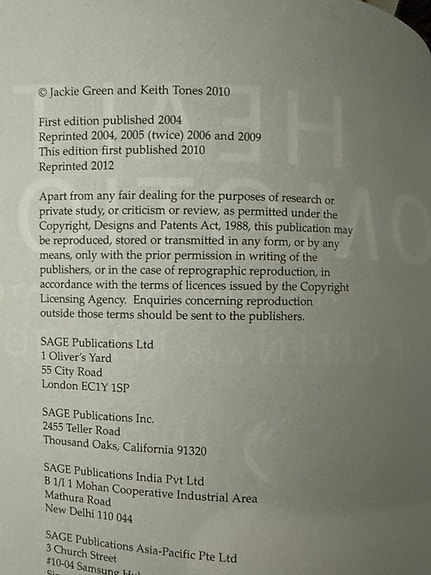 © Jackie Green and Keith Tones 2010
First edition published 2004
Reprinted 2004, 2005 (twice) 2006 and 2009
This edition first published 2010
Reprinted 2012
Apart from any fair dealing for the purposes of research or
private study, or criticism or review, as permitted under the
Copyright, Designs and Patents Act, 1988, this publication may
be reproduced, stored or transmitted in any form, or by any
means, only with the prior permission in writing of the
publishers, or in the case of reprographic reproduction, in
accordance with the terms of licences issued by the Copyright
Licensing Agency. Enquiries concerning reproduction
outside those terms should be sent to the publishers.
SAGE Publications Ltd
1 Oliver's Yard
55 City Road
London EC1Y 1SP
SAGE Publications Inc.
2455 Teller Road
Thousand Oaks, California 91320
SAGE Publications India Pvt Ltd
B 1/I 1 Mohan Cooperative Industrial Area
Mathura Road
New Delhi 110 044
SAGE Publications Asia-Pacific Pte Ltd
3 Church Street
#10-04 Samsung